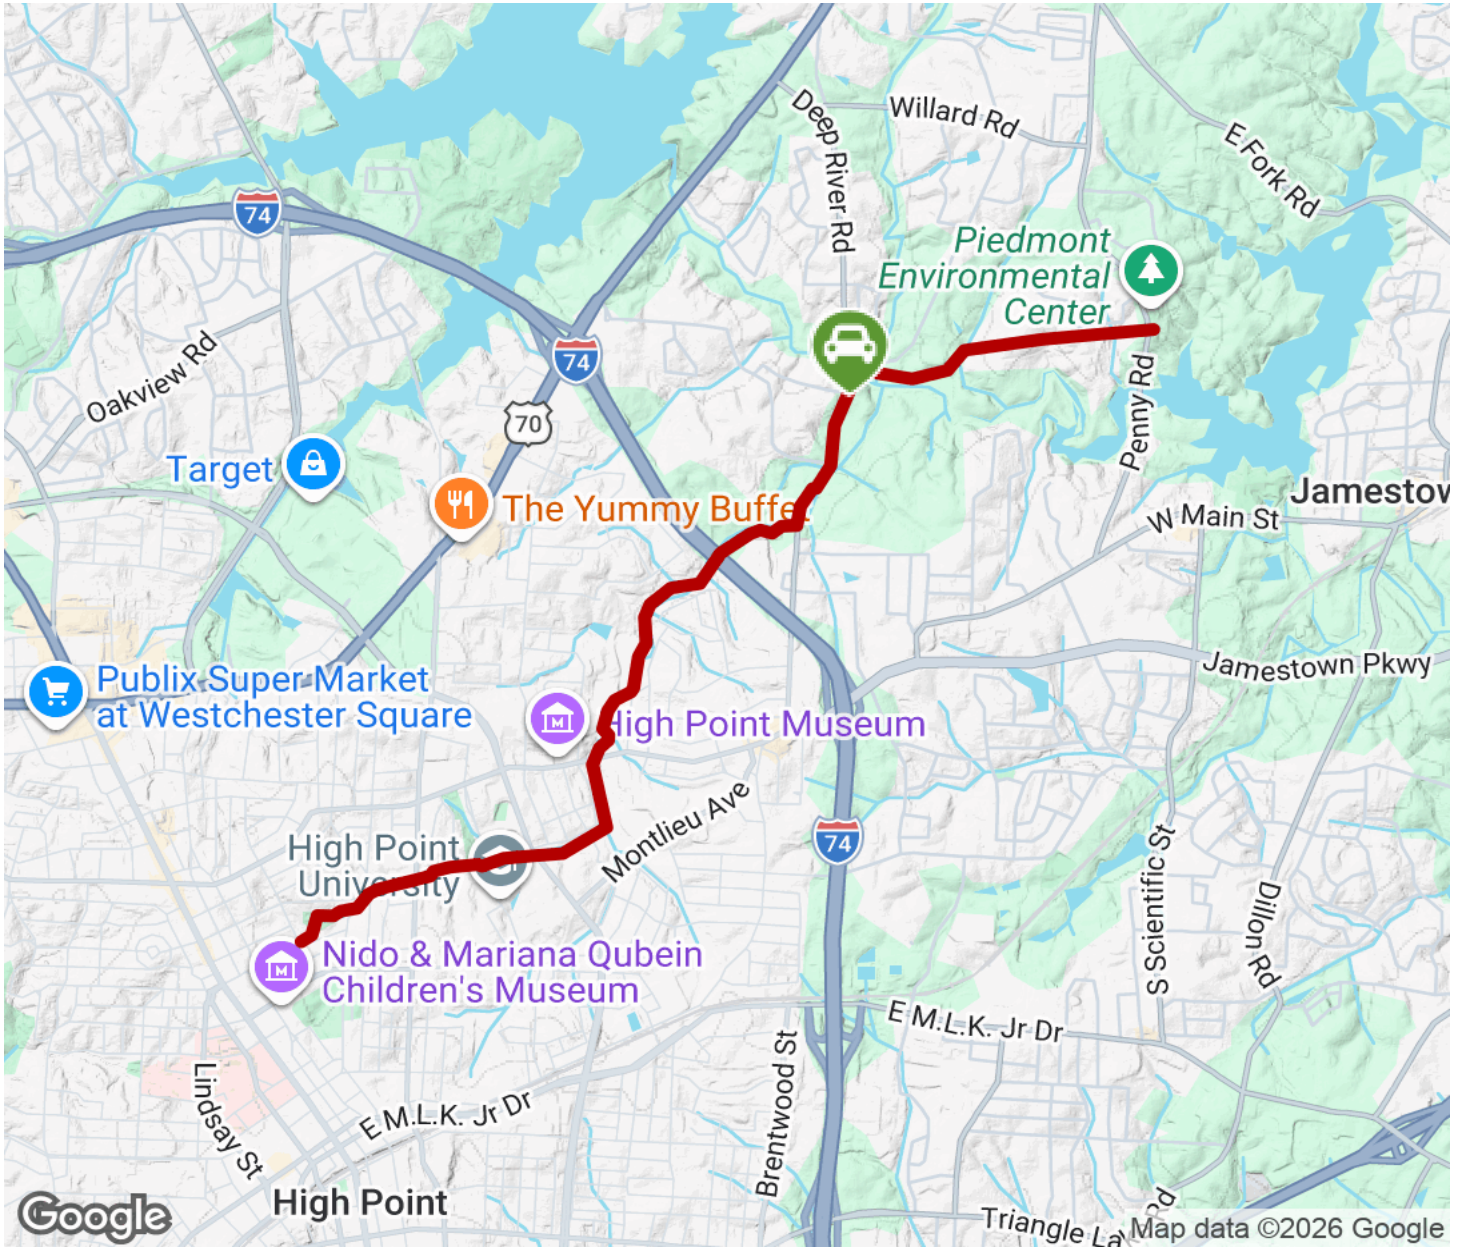 Willard Rd
Deep River Rd
E Fork Rd
74
Piedmont
Environmental
Center
74
Oakview Rd
70
Penny Rd
Target
The Yummy Buffet
Jamestow
W Main St
Jamestown Pkwy
Publix Super Market
at Westchester Square
High Point Museum
Montlieu Ave
74
High Point
University
S Scientific St
Dillon Rd
Nido & Mariana Qubein
Children's Museum
E M.L.K. Jr Dr
Lindsay St
E M.L.K. Jr Dr
Brentwood St
High Point
Google
Triangle La
Rd
Map data ©2026 Google